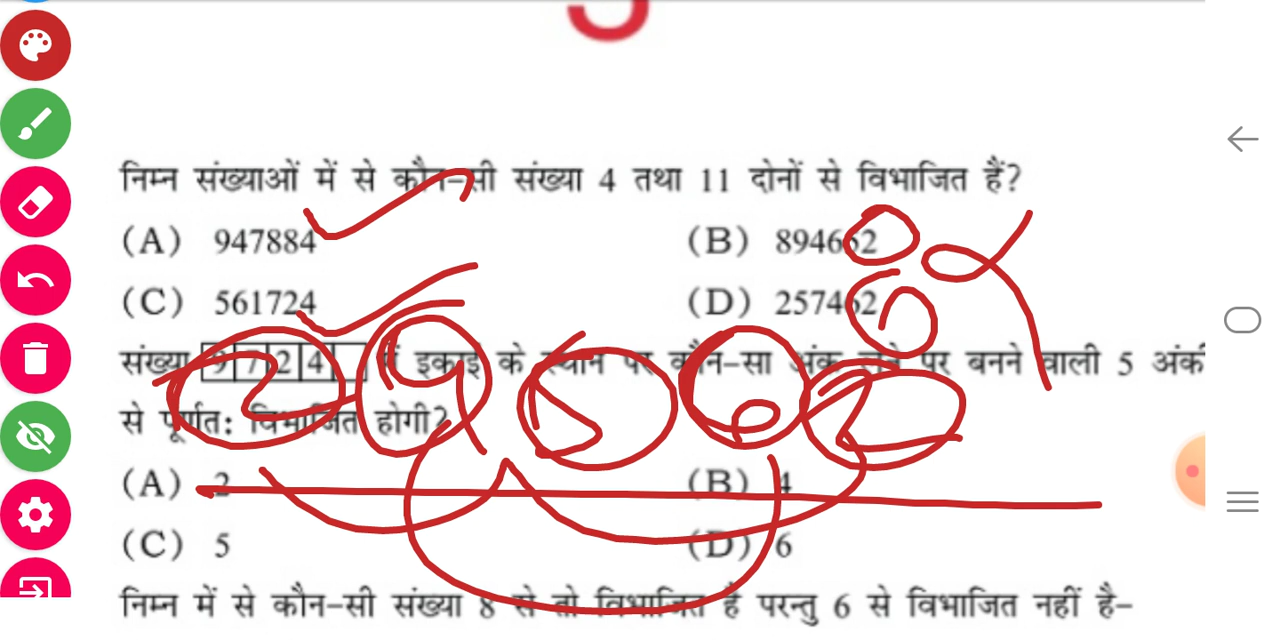 निम्न संख्याओं में से कौन-सी संख्या 4 तथा 11 दोनों से विभाजित हैं?
(A) 947884 (B) 894662
(C) 561724 (D) 257462
संख्या 9 7 2 4 में इकाई के स्थान पर कौन-सा अंक लेने पर बनने वाली 5 अंकी
से पूर्णत: विभाजित होगी?
(A) 2 (B) 4
(C) 5 (D) 6
निम्न में से कौन-सी संख्या 8 से तो विभाजित है परन्तु 6 से विभाजित नहीं है-